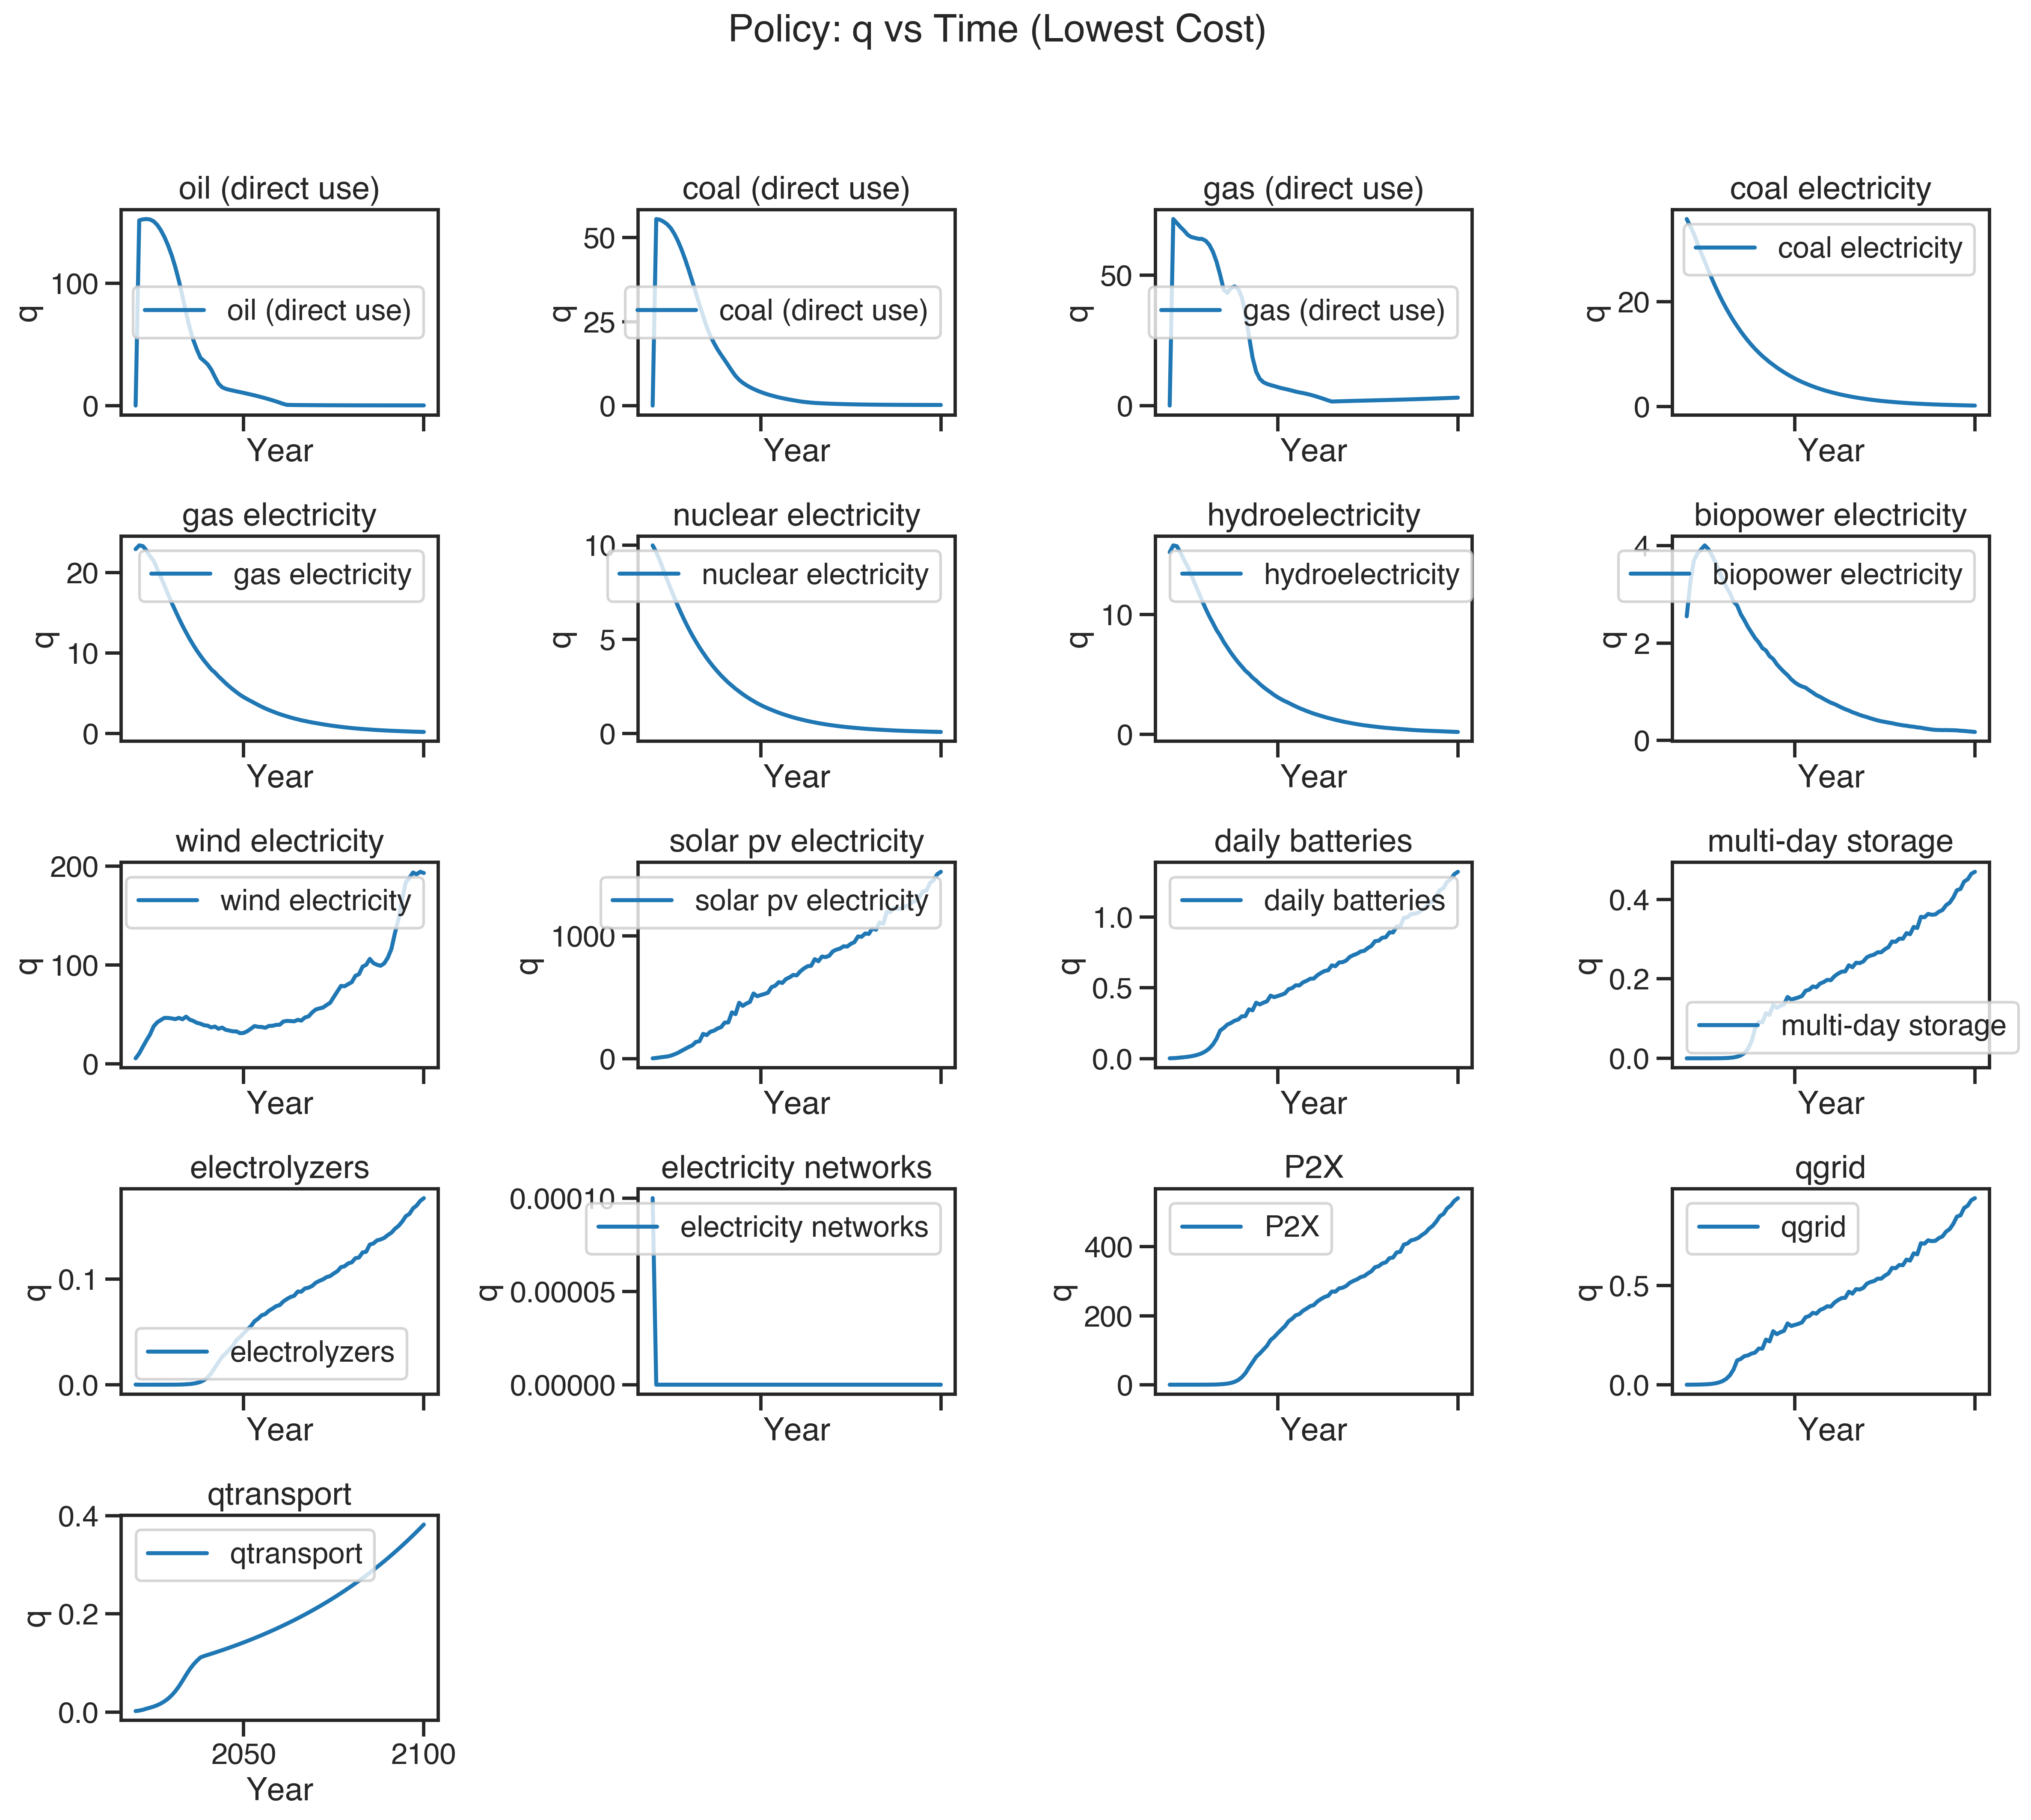 Policy: q vs Time (Lowest Cost)
oil (direct use)
100
0
q
oil (direct use)
Year
coal (direct use)
50
25
0
q
coal (direct use)
Year
gas (direct use)
50
0
q
gas (direct use)
Year
coal electricity
20
0
q
coal electricity
Year
gas electricity
20
10
0
q
gas electricity
Year
nuclear electricity
10
5
0
q
nuclear electricity
Year
hydroelectricity
10
0
q
hydroelectricity
Year
biopower electricity
4
2
0
q
biopower electricity
Year
wind electricity
200
100
0
q
wind electricity
Year
solar pv electricity
1000
0
q
solar pv electricity
Year
daily batteries
1.0
0.5
0.0
q
daily batteries
Year
multi-day storage
0.4
0.2
0.0
q
multi-day storage
Year
electrolyzers
0.1
0.0
q
electrolyzers
Year
electricity networks
0.00010
0.00005
0.00000
q
electricity networks
Year
P2X
400
200
0
q
P2X
Year
qgrid
0.5
0.0
q
qgrid
Year
qtransport
0.4
0.2
0.0
q
qtransport
2050
2100
Year